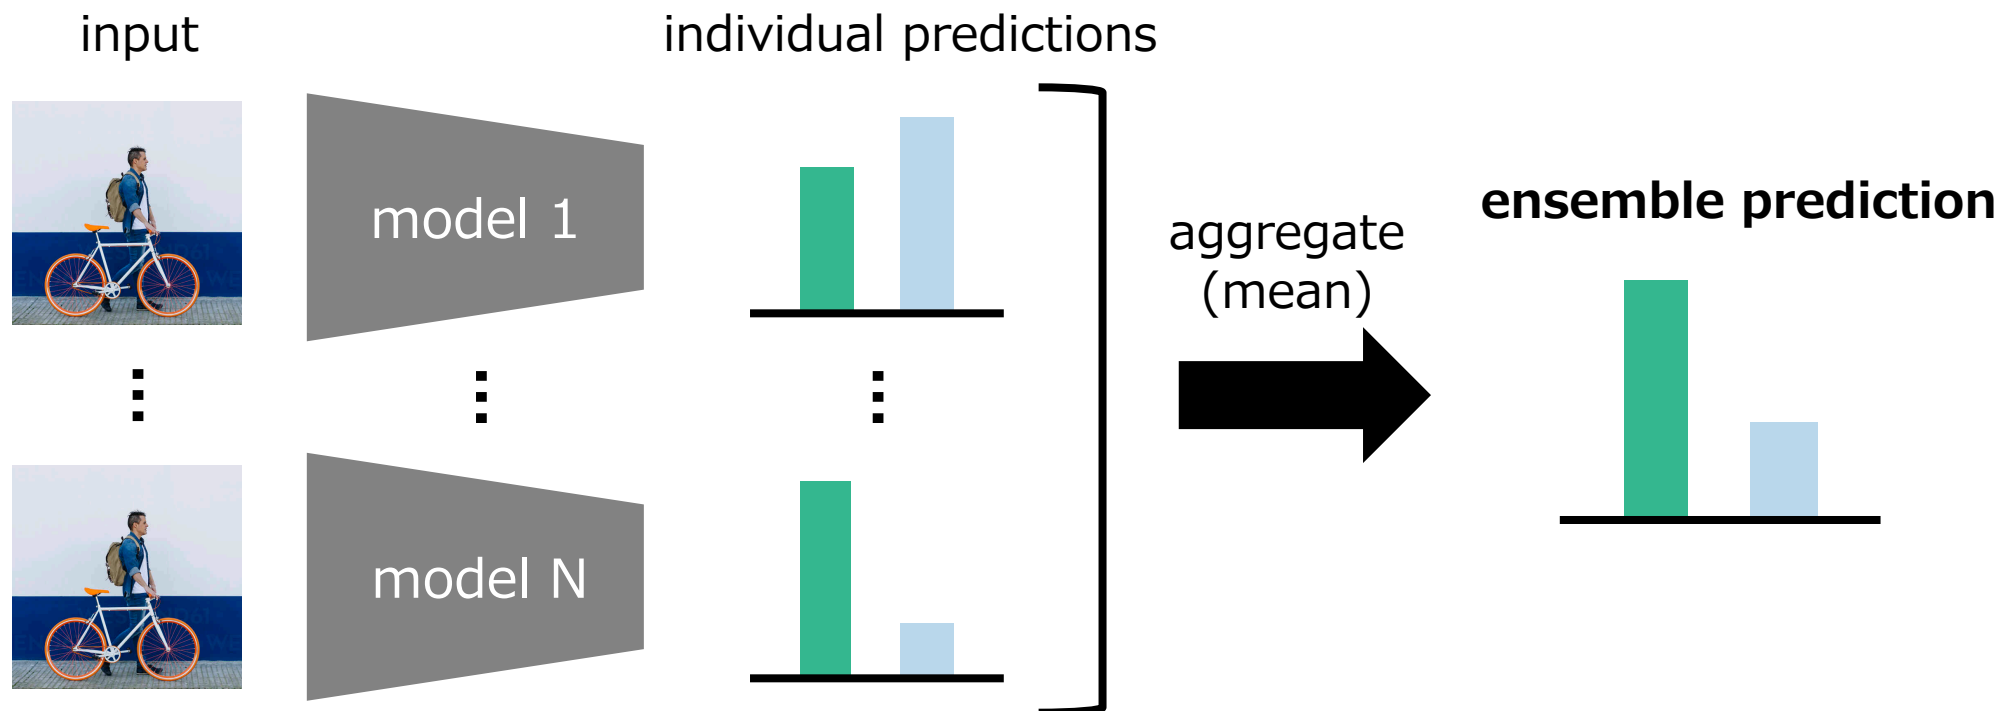 input
individual predictions
model 1
aggregate
(mean)
ensemble prediction
model N